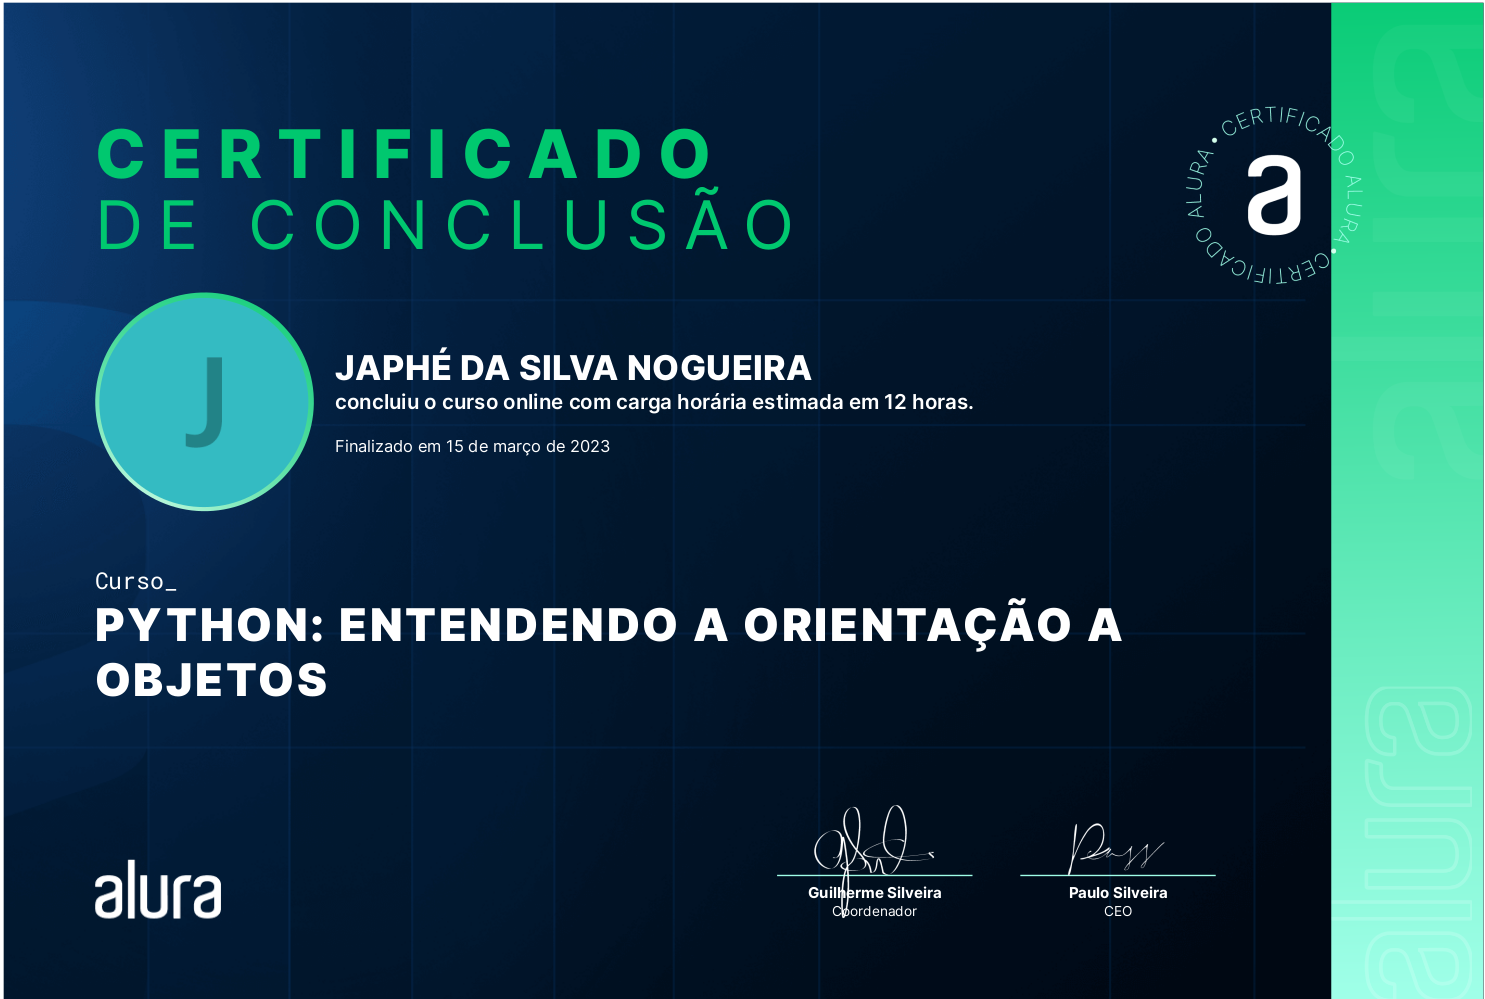 CERTIFICADO
DE CONCLUSÃO
• CERTIFICADO ALURA • CERTIFICADO ALURA
a
J
JAPHÉ DA SILVA NOGUEIRA
concluiu o curso online com carga horária estimada em 12 horas.
Finalizado em 15 de março de 2023
Curso_
PYTHON: ENTENDENDO A ORIENTAÇÃO A
OBJETOS
alura
Guilherme Silveira
Coordenador
Paulo Silveira
CEO
alura
alura